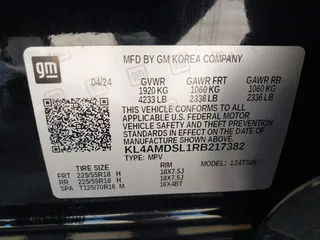 gm
MFD BY GM KOREA COMPANY
04/24 GVWR GAWR FRT GAWR RR
1920 KG 1060 KG 1060 KG
4233 LB 2336 LB 2336 LB
THIS VEHICLE CONFORMS TO ALL
APPLICABLE U.S. FEDERAL MOTOR
VEHICLE SAFETY AND THEFT PREVENTION
STANDARDS IN EFFECT ON THE DATE OF
MANUFACTURE SHOWN ABOVE.
KL4AMDSL1RB217382
TYPE: MPV MODEL: 124TS26
TIRE SIZE RIM
FRT 225/55R18 H 18X7.5J
RR 225/55R18 H 18X7.5J
SPA T125/70R16 M 16X4BT